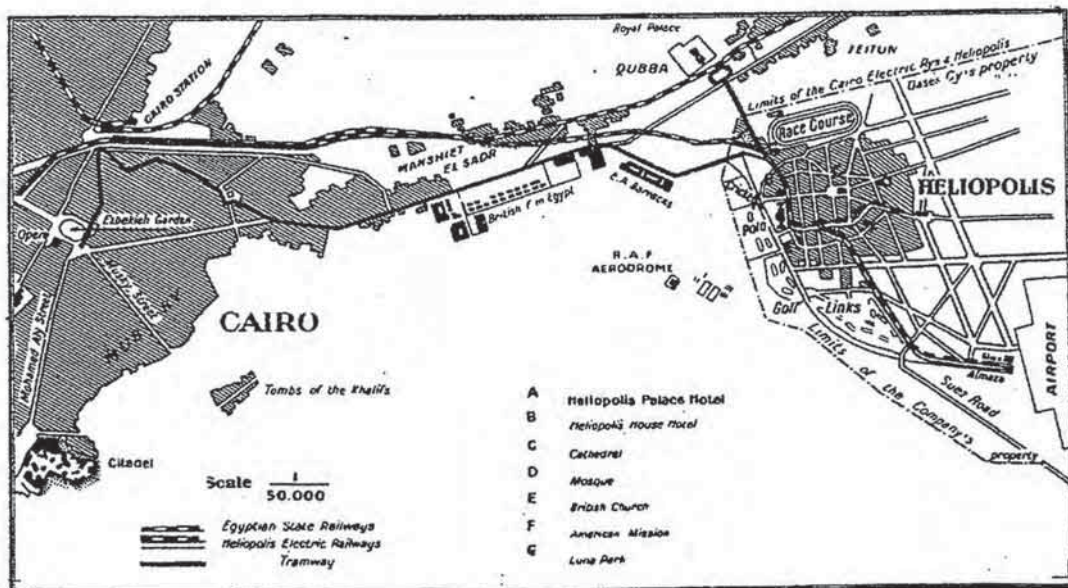 Royal Palace
QUBBA
ZEITUN
CAIRO STATION
Limits of the Cairo Electric Rys & Heliopolis
Oases Cy's property
Race Course
MANSHIET
EL SADR
HELIOPOLIS
E.A. Barracks
British
Egypt
Polo
Esbekieh Garden
Opera
R.A.F
AERODROME
Street
MUSKY
Mohamed Aly Street
CAIRO
Golf
Links
Almaza
AIRPORT
Suez Road
Limits of the Company's property
Tombs of the Khalifs
Citadel
A Heliopolis Palace Hotel
B Heliopolis House Hotel
C Cathedral
D Mosque
E British Church
F American Mission
G Luna Park
Scale 1
50.000
Egyptian State Railways
Heliopolis Electric Railways
Tramway